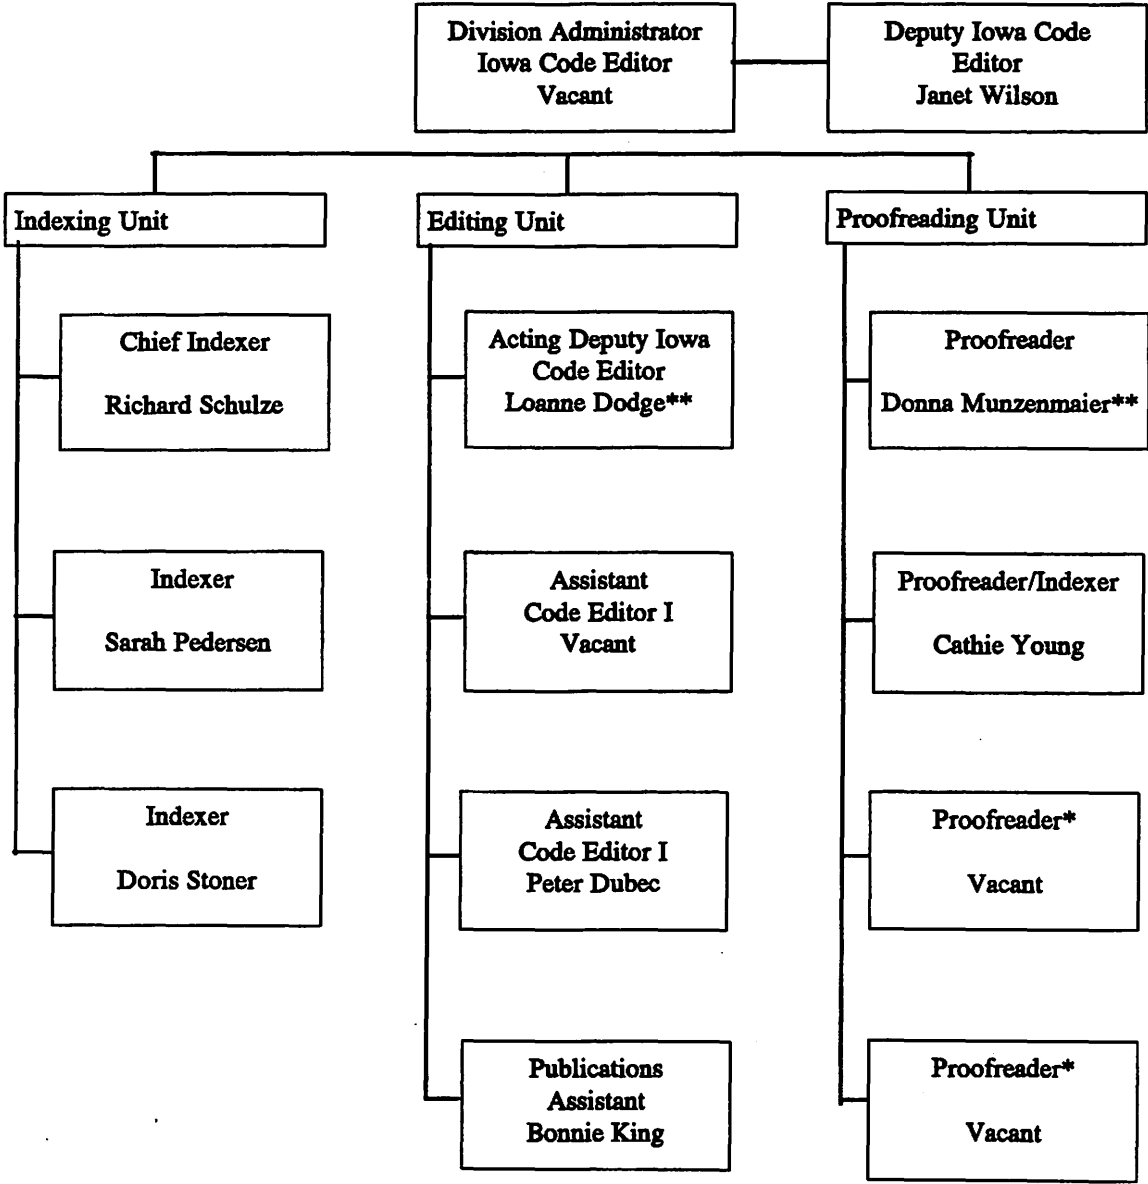 Division Administrator
Iowa Code Editor
Vacant
Deputy Iowa Code
Editor
Janet Wilson
Indexing Unit
Chief Indexer
Richard Schulze
Indexer
Sarah Pedersen
Indexer
Doris Stoner
Editing Unit
Acting Deputy Iowa
Code Editor
Loanne Dodge**
Assistant
Code Editor I
Vacant
Assistant
Code Editor I
Peter Dubec
Publications
Assistant
Bonnie King
Proofreading Unit
Proofreader
Donna Munzenmaier**
Proofreader/Indexer
Cathie Young
Proofreader*
Vacant
Proofreader*
Vacant